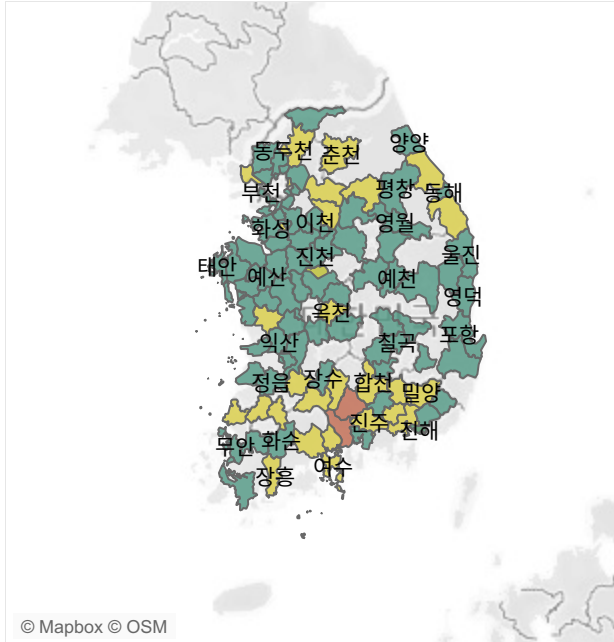 양양
동두천
춘천
부천
평창
동해
화성
이천
영월
진천
울진
태안
예산
예천
영덕
옥천
익산
칠곡
포항
정읍
장수
합천
밀양
진주
진해
무안
화순
장흥
여수
© Mapbox © OSM